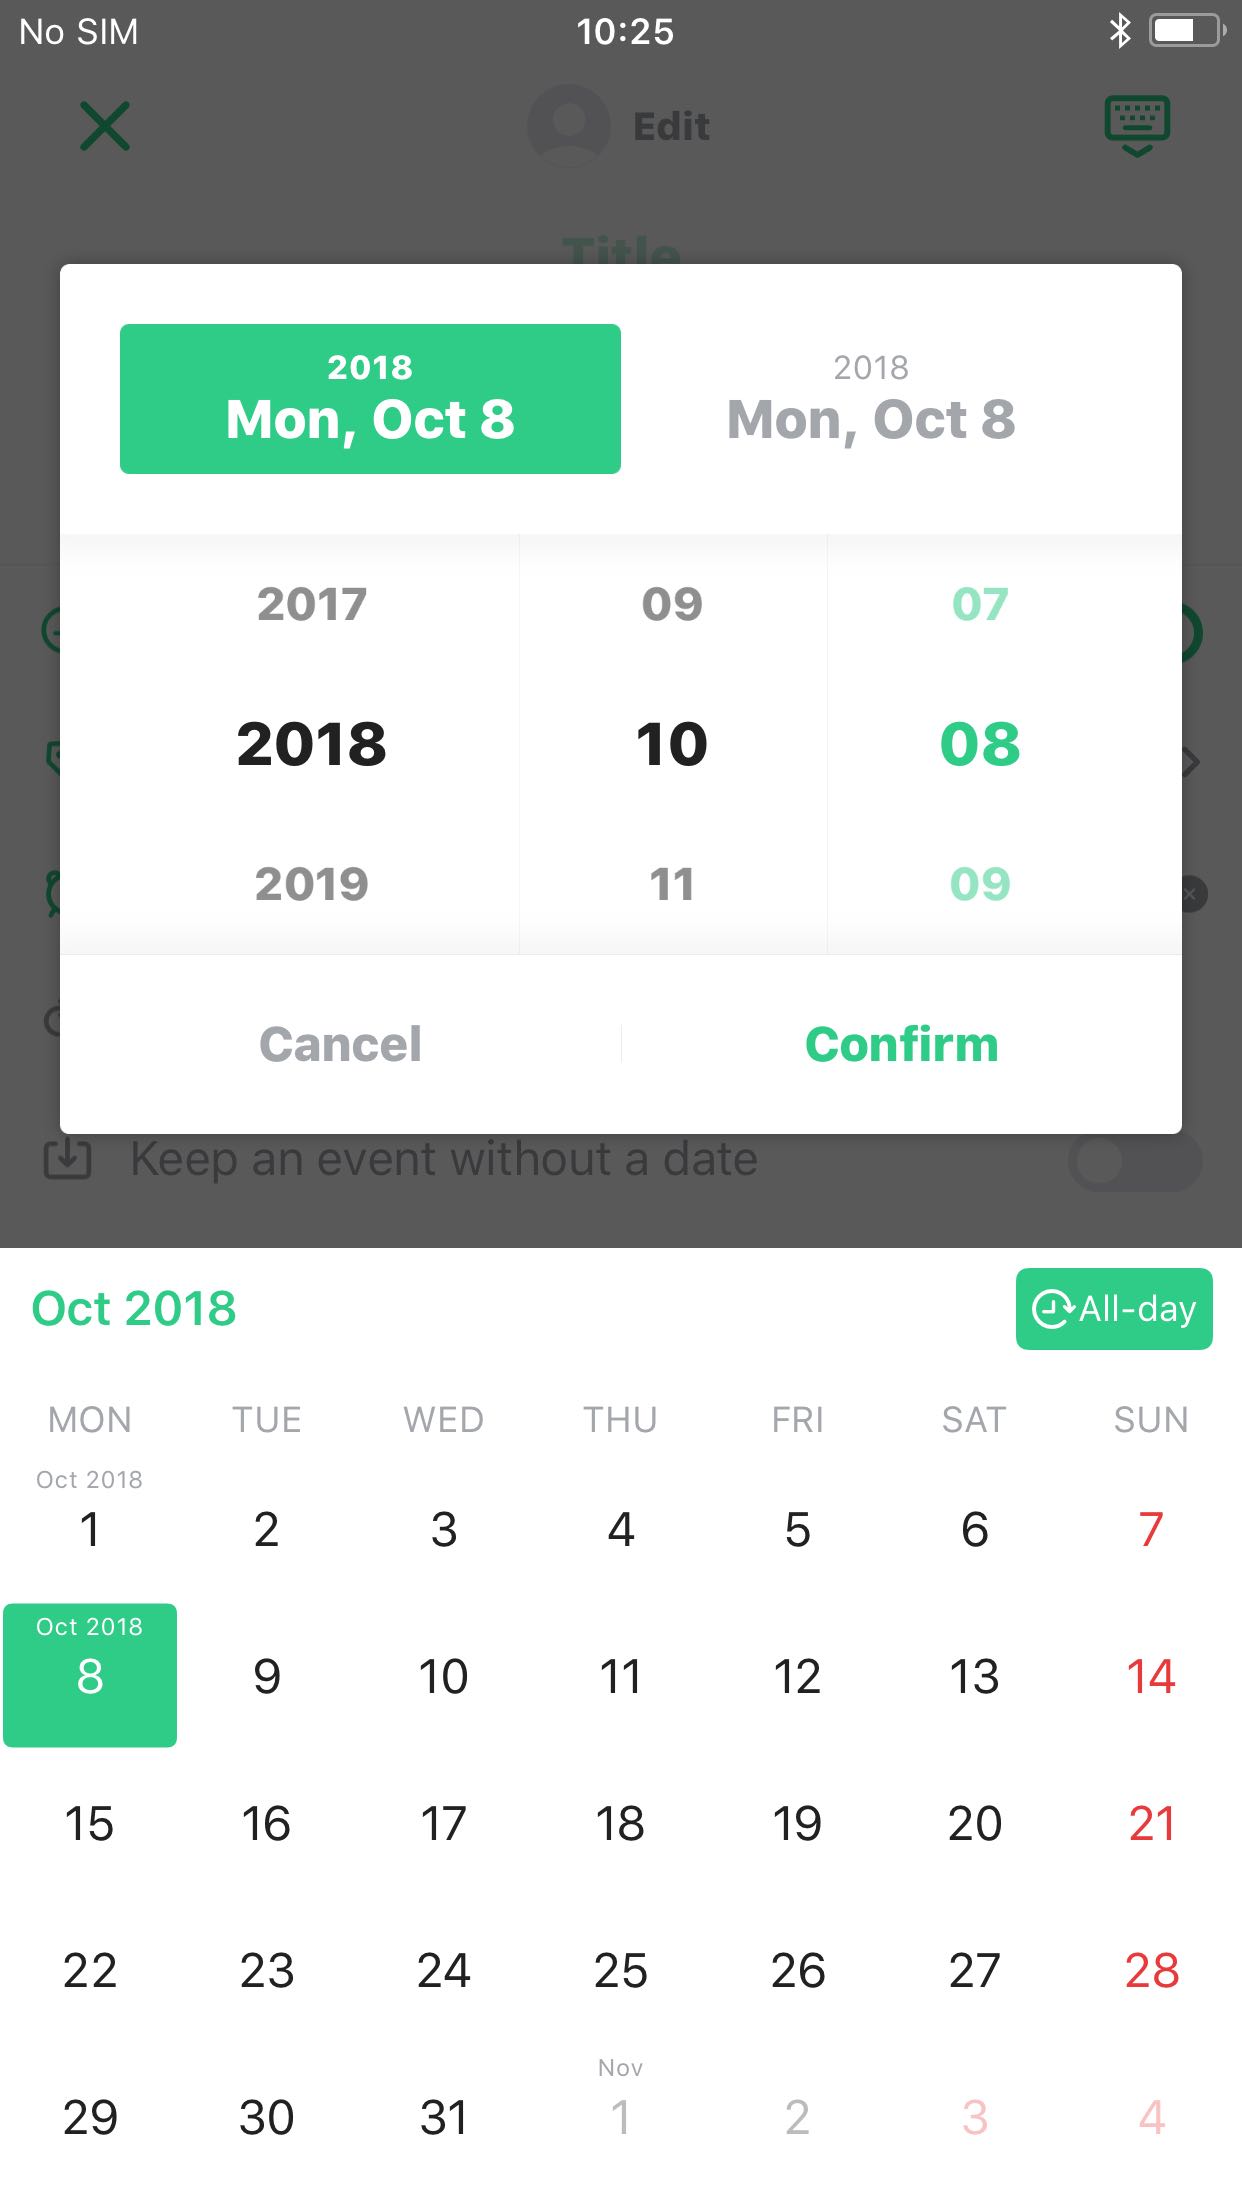 No SIM 10:25
Edit
Title
2018 2018
Mon, Oct 8 Mon, Oct 8
2017 09 07
2018 10 08
2019 11 09
Cancel Confirm
Keep an event without a date
Oct 2018 All-day
MON TUE WED THU FRI SAT SUN
Oct 2018
1 2 3 4 5 6 7
Oct 2018
8 9 10 11 12 13 14
15 16 17 18 19 20 21
22 23 24 25 26 27 28
Nov
29 30 31 1 2 3 4